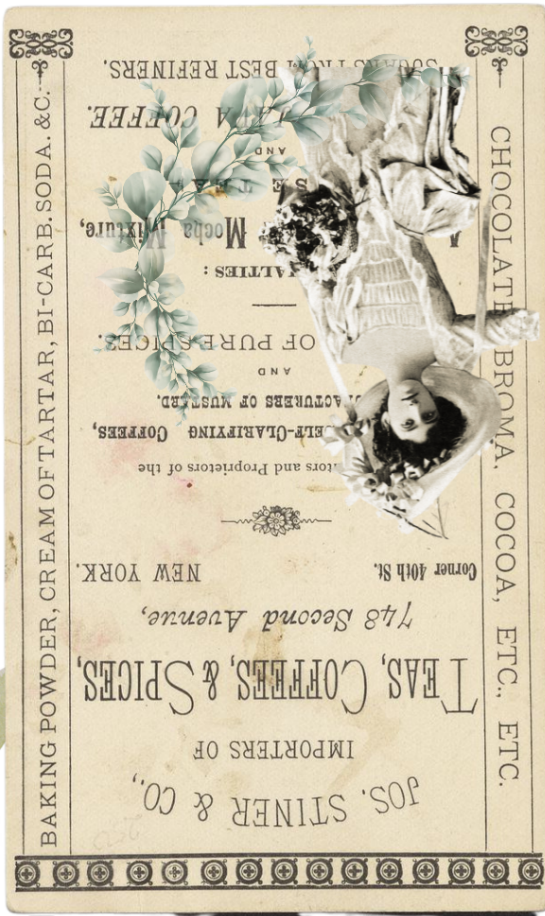 JOS. STINER & CO.,
IMPORTERS OF
TEAS, COFFEES, & SPICES,
748 Second Avenue,
Corner 40th St. NEW YORK.
and Proprietors of the
SELF-CLARIFYING COFFEES,
OF MUSTARD.
AND
OF PURE SPICES.
AND
Mocha Mixture,
COFFEE.
FROM BEST REFINERS.
BAKING POWDER, CREAM OF TARTAR, BI-CARB. SODA. &C.
CHOCOLATE BROMA, COCOA, ETC., ETC.